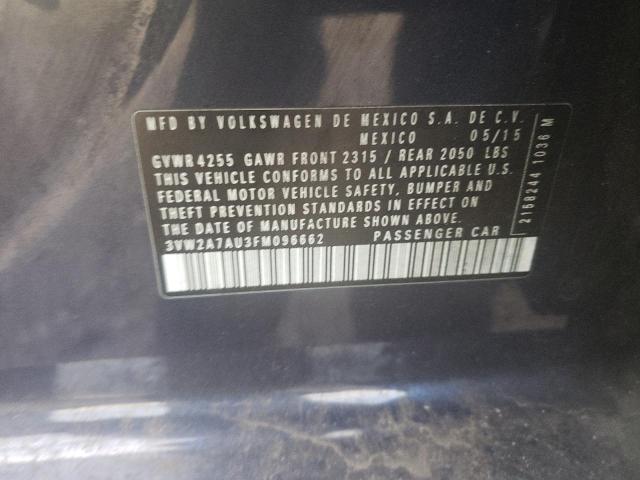 MFD BY VOLKSWAGEN DE MEXICO S.A. DE C.V.
MEXICO 05/15
GVWR 4255 GAWR FRONT 2315 / REAR 2050 LBS
THIS VEHICLE CONFORMS TO ALL APPLICABLE U.S.
FEDERAL MOTOR VEHICLE SAFETY, BUMPER AND
THEFT PREVENTION STANDARDS IN EFFECT ON
THE DATE OF MANUFACTURE SHOWN ABOVE.
3VW2A7AU3FM096662 PASSENGER CAR
2158244 1036 M